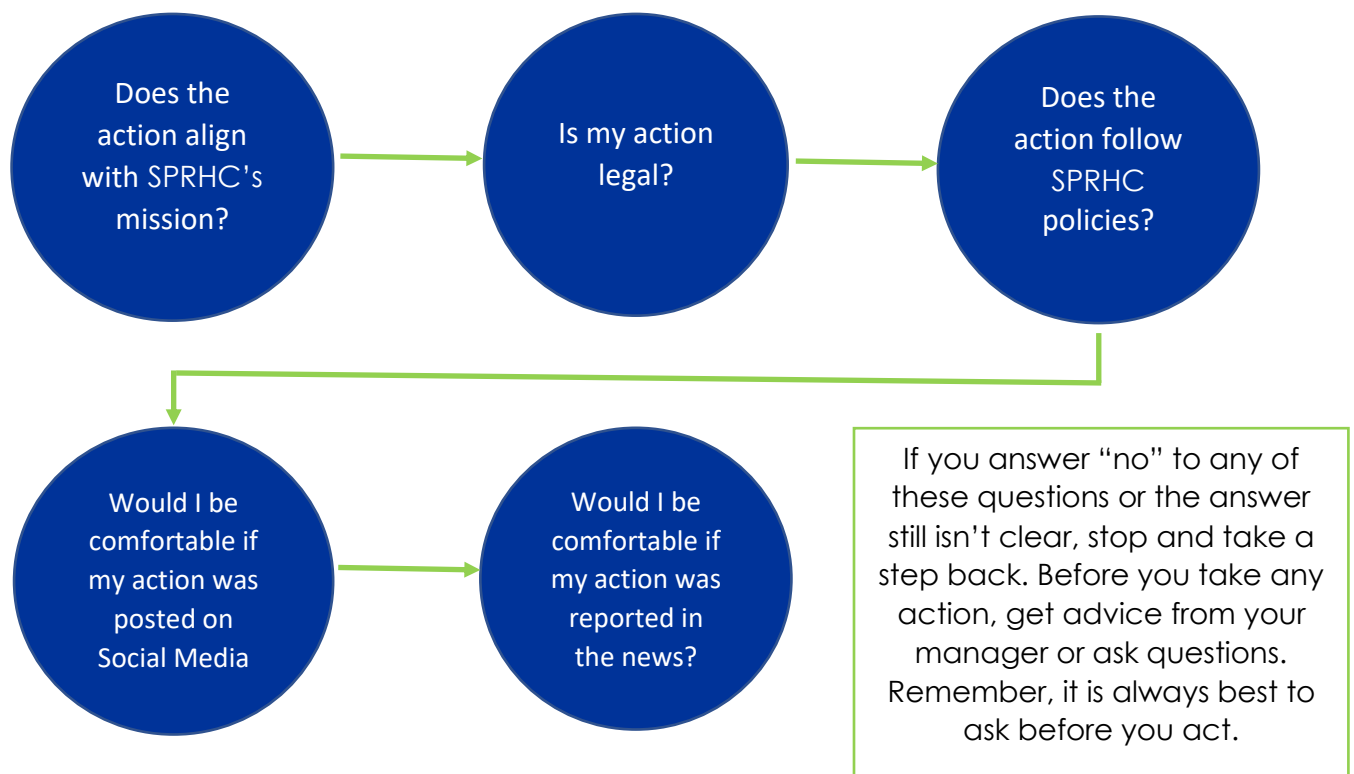 Does the
action align
with SPRHC’s
mission?
Is my action
legal?
Does the
action follow
SPRHC
policies?
Would I be
comfortable if
my action was
posted on
Social Media
Would I be
comfortable if
my action was
reported in
the news?
If you answer “no” to any of
these questions or the answer
still isn’t clear, stop and take a
step back. Before you take any
action, get advice from your
manager or ask questions.
Remember, it is always best to
ask before you act.